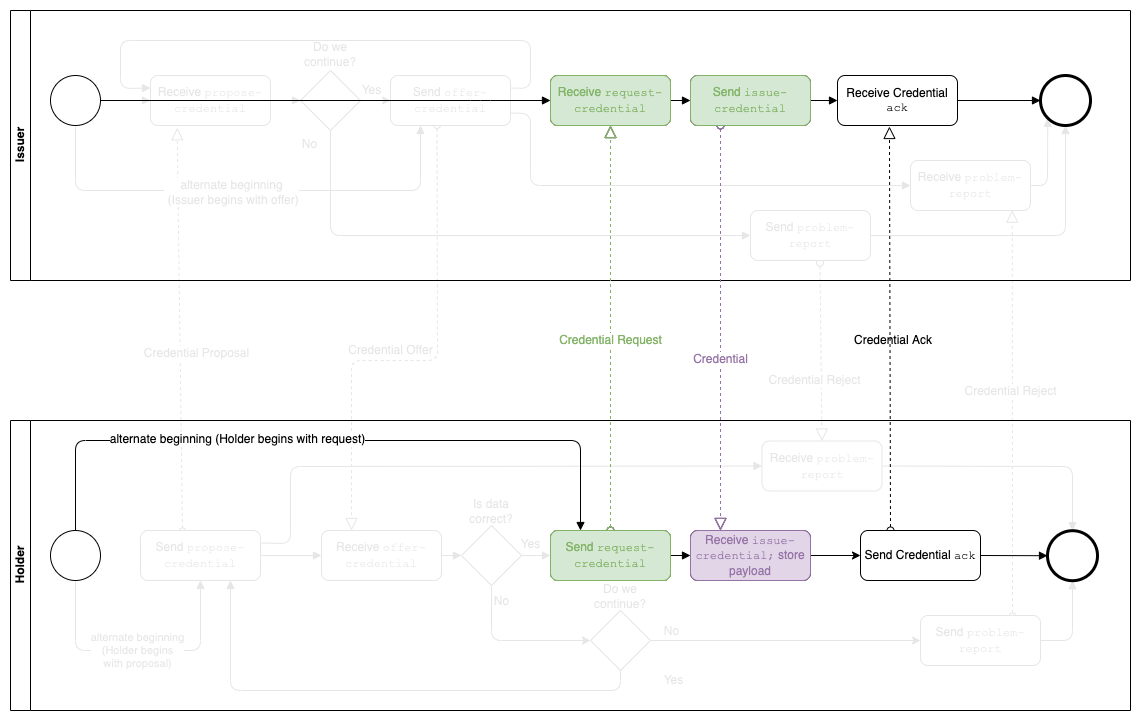 Issuer
Do we
continue?
Receive propose-
credential
Yes
Send offer-
credential
Receive request-
credential
Send issue-
credential
Receive Credential
ack
No
alternate beginning
(Issuer begins with offer)
Receive problem-
report
Send problem-
report
Credential Proposal
Credential Offer
Credential Request
Credential
Credential Ack
Credential Reject
Credential Reject
Holder
alternate beginning (Holder begins with request)
Receive problem-
report
Is data
correct?
Send propose-
credential
Receive offer-
credential
Yes
Send request-
credential
Receive issue-
credential; store
payload
Send Credential ack
No
Do we
continue?
alternate beginning
(Holder begins
with proposal)
No
Send problem-
report
Yes